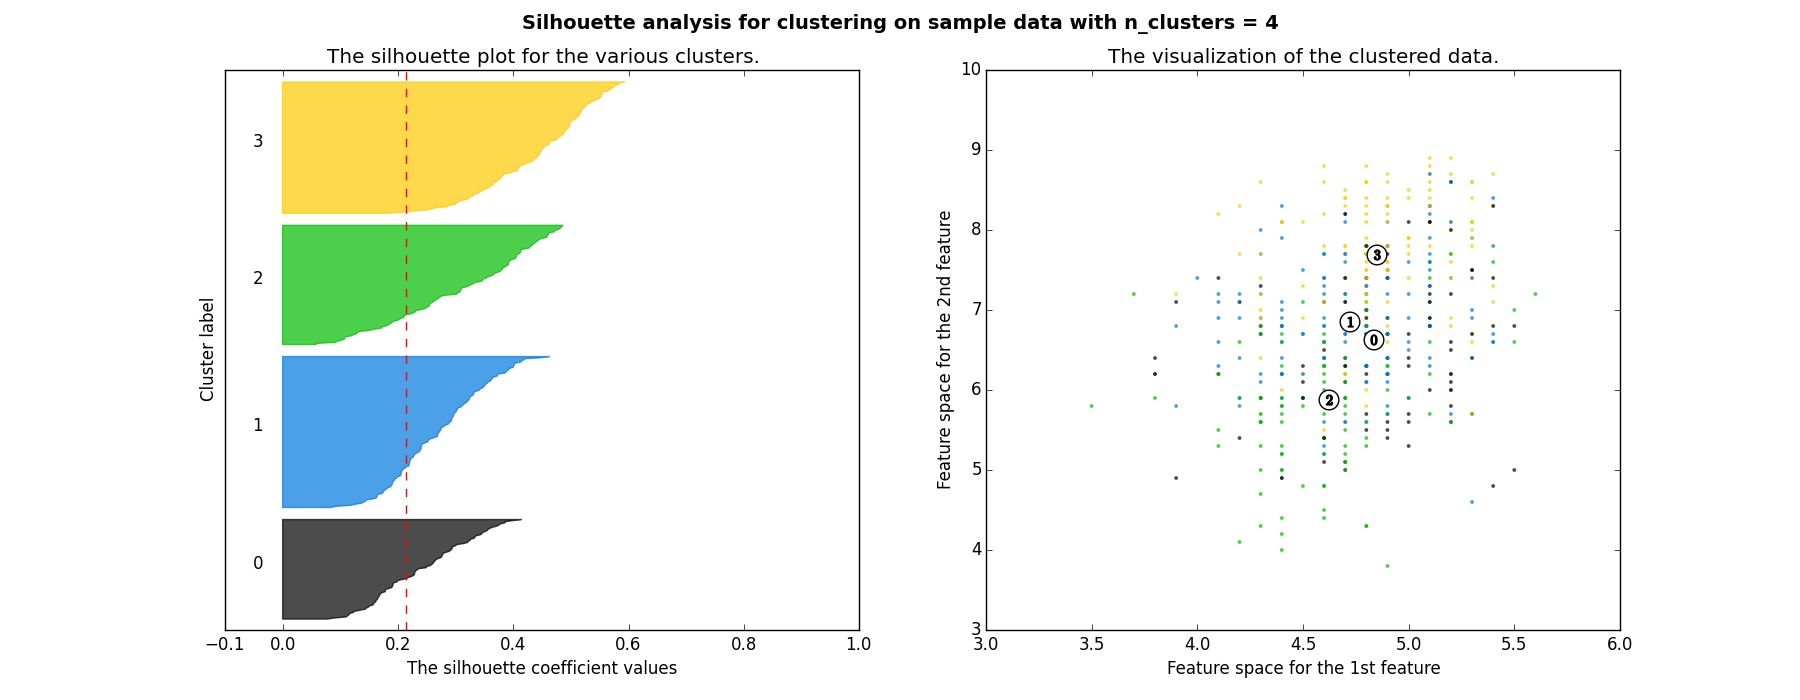 Silhouette analysis for clustering on sample data with n_clusters = 4
The silhouette plot for the various clusters.
Cluster label
3
2
1
0
−0.1 0.0 0.2 0.4 0.6 0.8 1.0
The silhouette coefficient values
The visualization of the clustered data.
Feature space for the 2nd feature
10
9
8
7
6
5
4
3
3
1
0
2
3.0 3.5 4.0 4.5 5.0 5.5 6.0
Feature space for the 1st feature